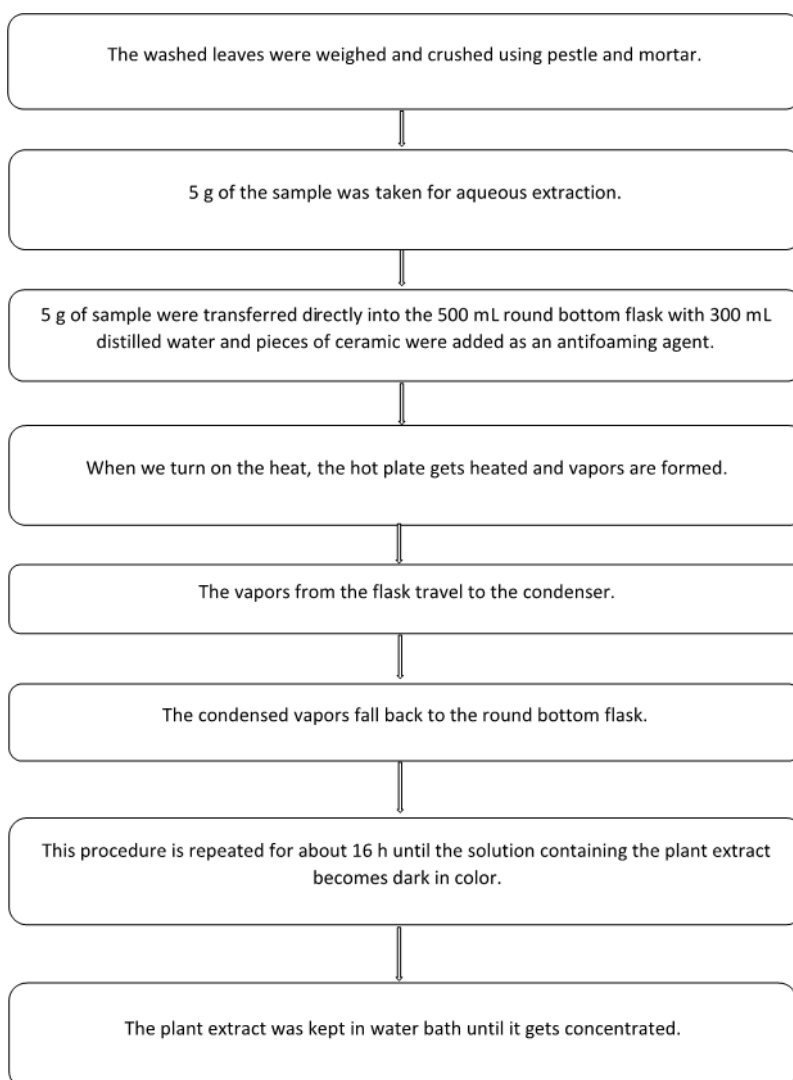 The washed leaves were weighed and crushed using pestle and mortar.
5 g of the sample was taken for aqueous extraction.
5 g of sample were transferred directly into the 500 mL round bottom flask with 300 mL
distilled water and pieces of ceramic were added as an antifoaming agent.
When we turn on the heat, the hot plate gets heated and vapors are formed.
The vapors from the flask travel to the condenser.
The condensed vapors fall back to the round bottom flask.
This procedure is repeated for about 16 h until the solution containing the plant extract
becomes dark in color.
The plant extract was kept in water bath until it gets concentrated.